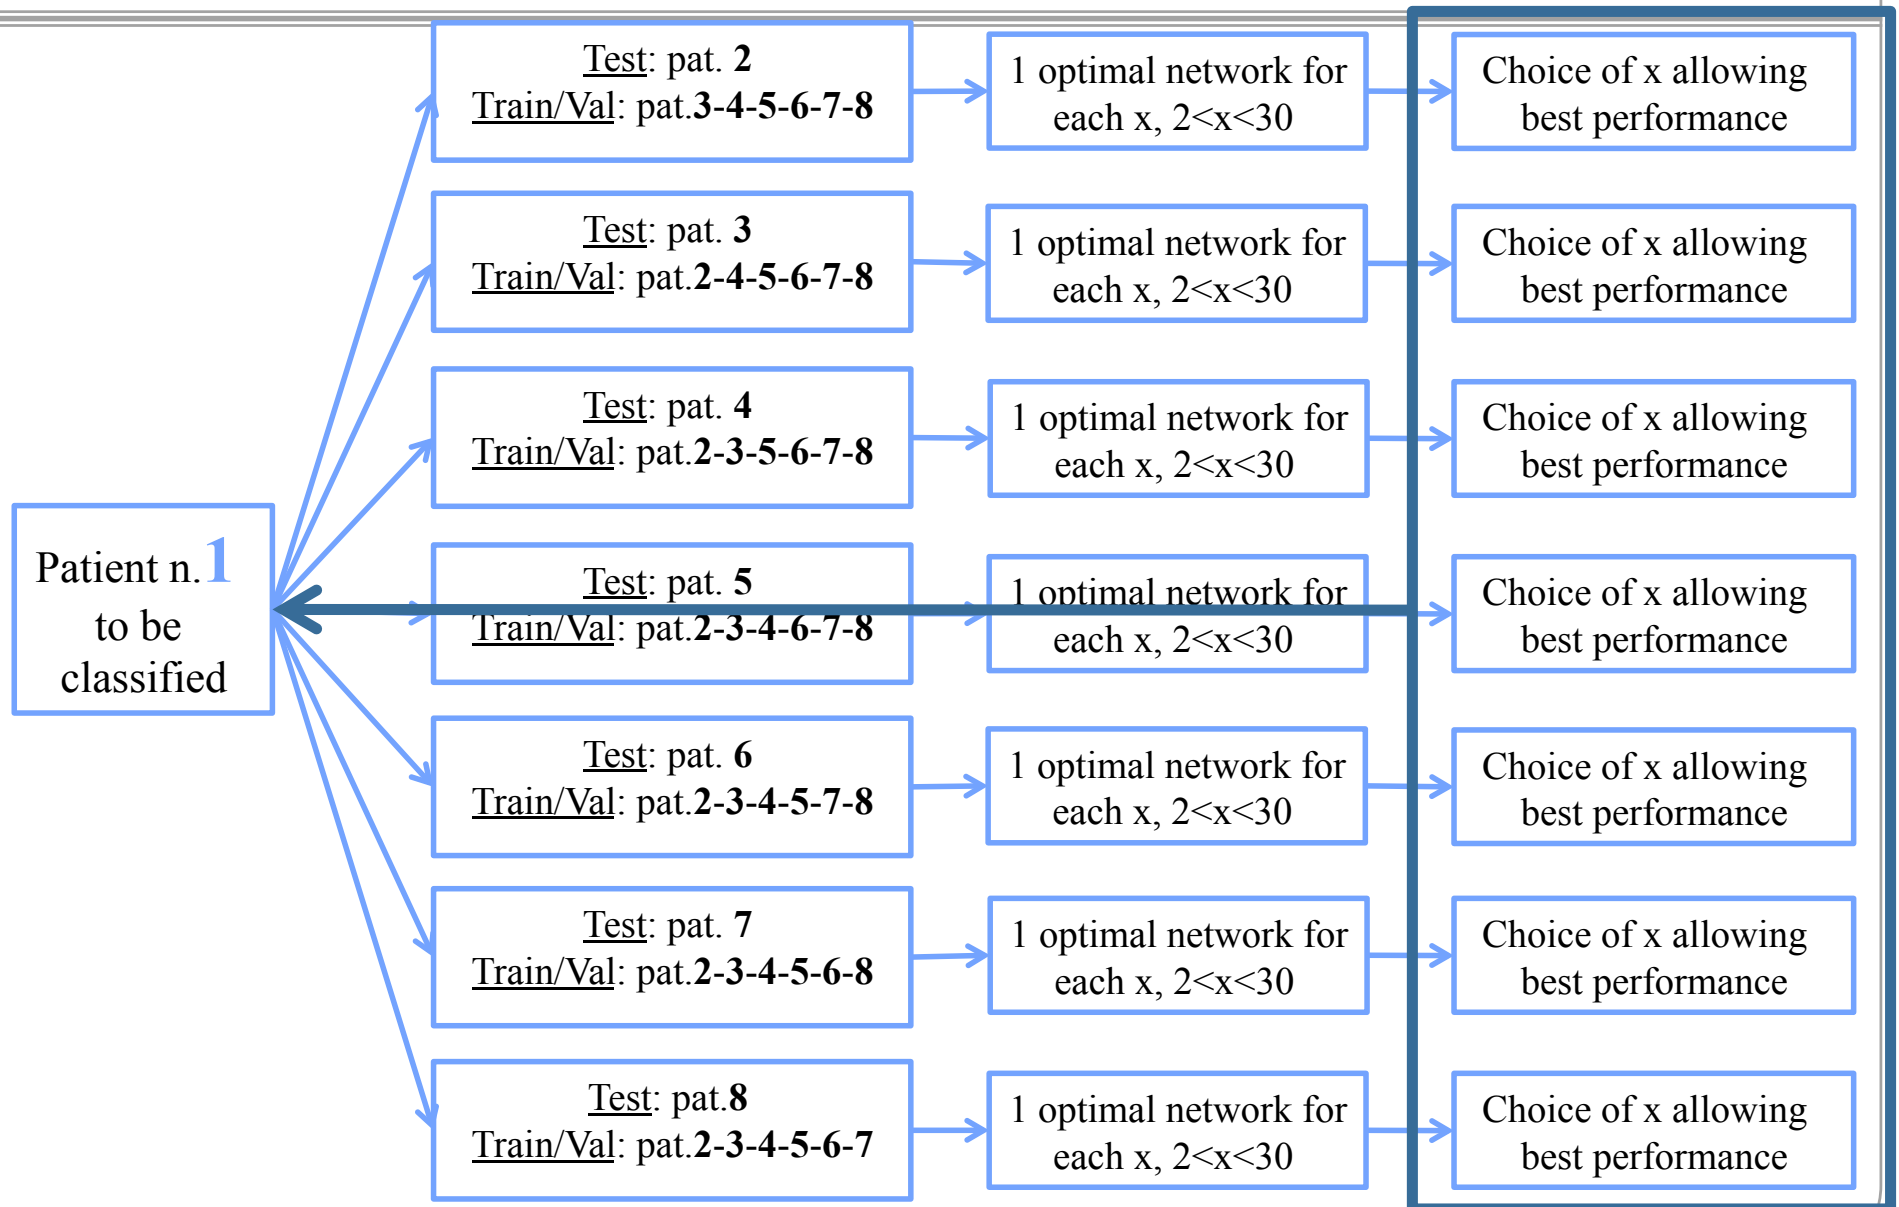 Patient n.1
to be
classified
Test: pat. 2
Train/Val: pat.3-4-5-6-7-8
1 optimal network for
each x, 2<x<30
Choice of x allowing
best performance
Test: pat. 3
Train/Val: pat.2-4-5-6-7-8
1 optimal network for
each x, 2<x<30
Choice of x allowing
best performance
Test: pat. 4
Train/Val: pat.2-3-5-6-7-8
1 optimal network for
each x, 2<x<30
Choice of x allowing
best performance
Test: pat. 5
Train/Val: pat.2-3-4-6-7-8
1 optimal network for
each x, 2<x<30
Choice of x allowing
best performance
Test: pat. 6
Train/Val: pat.2-3-4-5-7-8
1 optimal network for
each x, 2<x<30
Choice of x allowing
best performance
Test: pat. 7
Train/Val: pat.2-3-4-5-6-8
1 optimal network for
each x, 2<x<30
Choice of x allowing
best performance
Test: pat.8
Train/Val: pat.2-3-4-5-6-7
1 optimal network for
each x, 2<x<30
Choice of x allowing
best performance